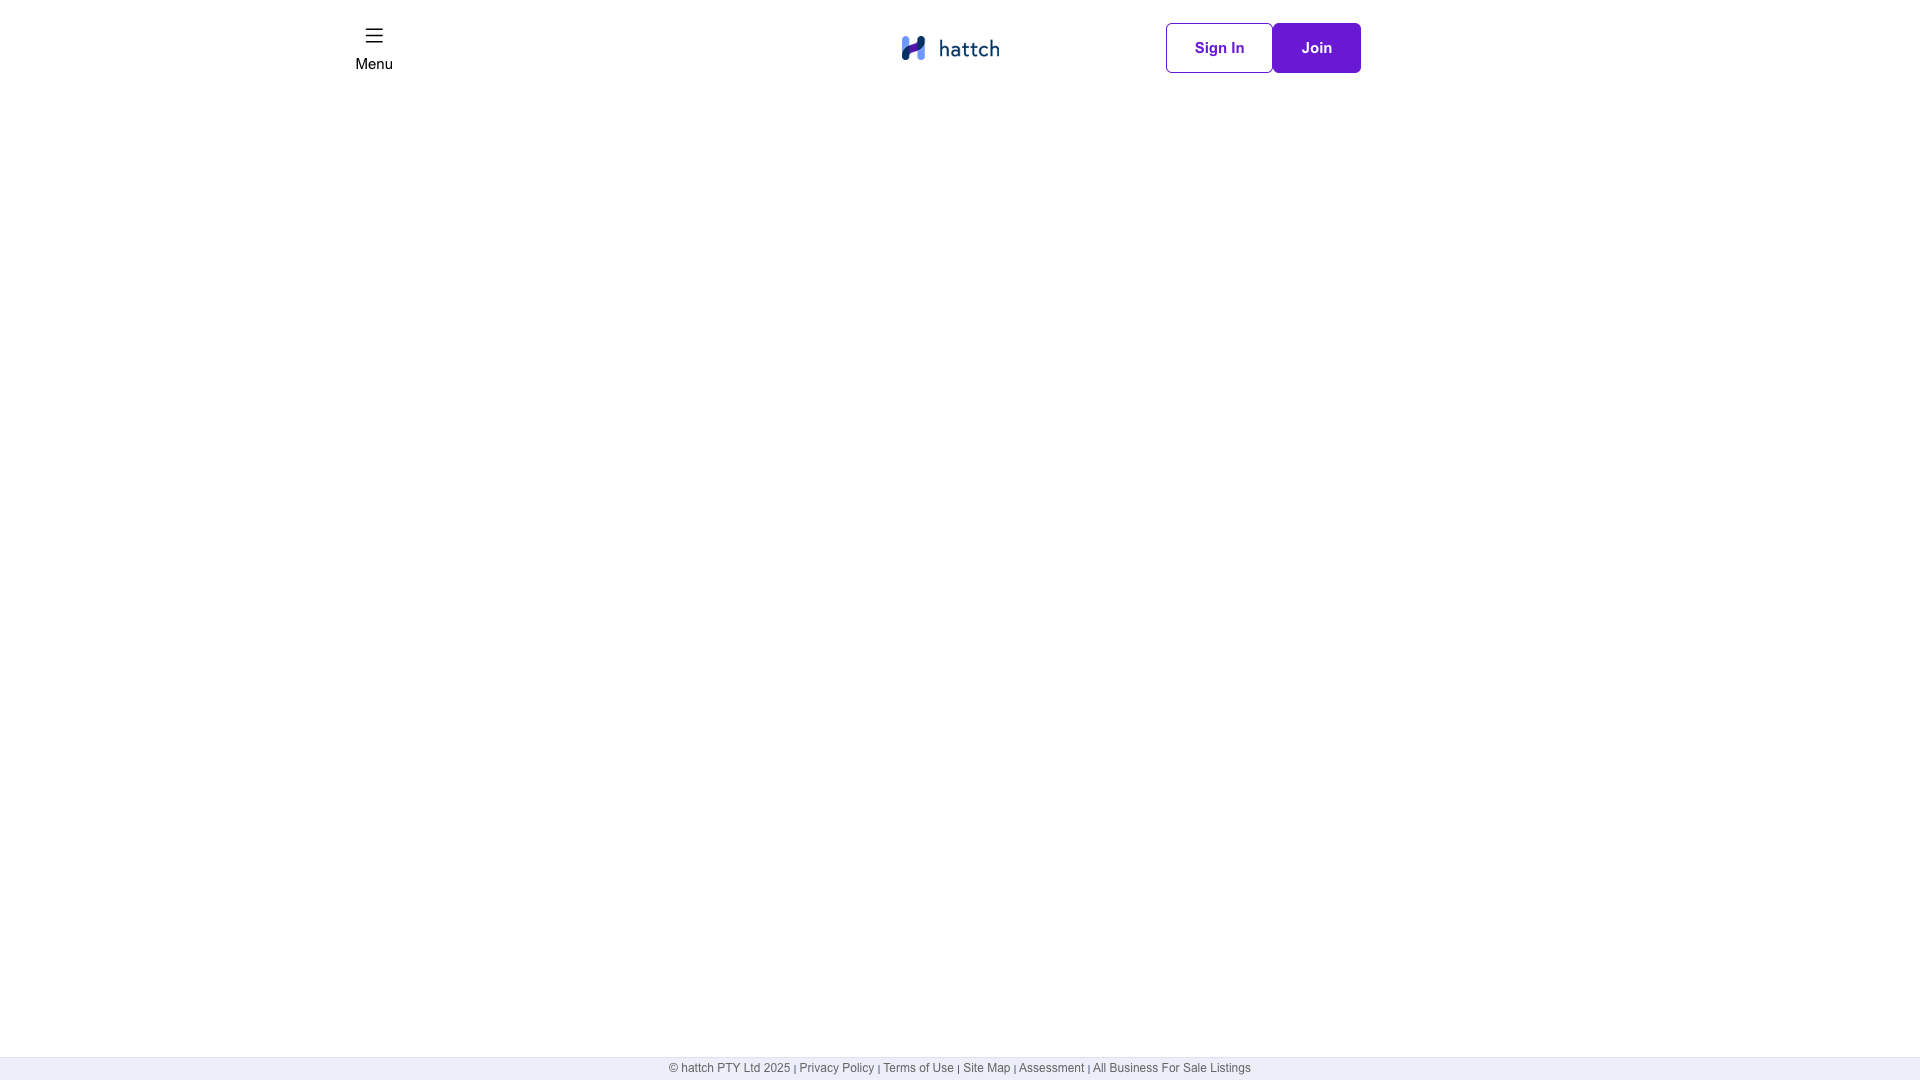 Menu
hattch
Sign In
Join
© hattch PTY Ltd 2025 | Privacy Policy | Terms of Use | Site Map | Assessment | All Business For Sale Listings